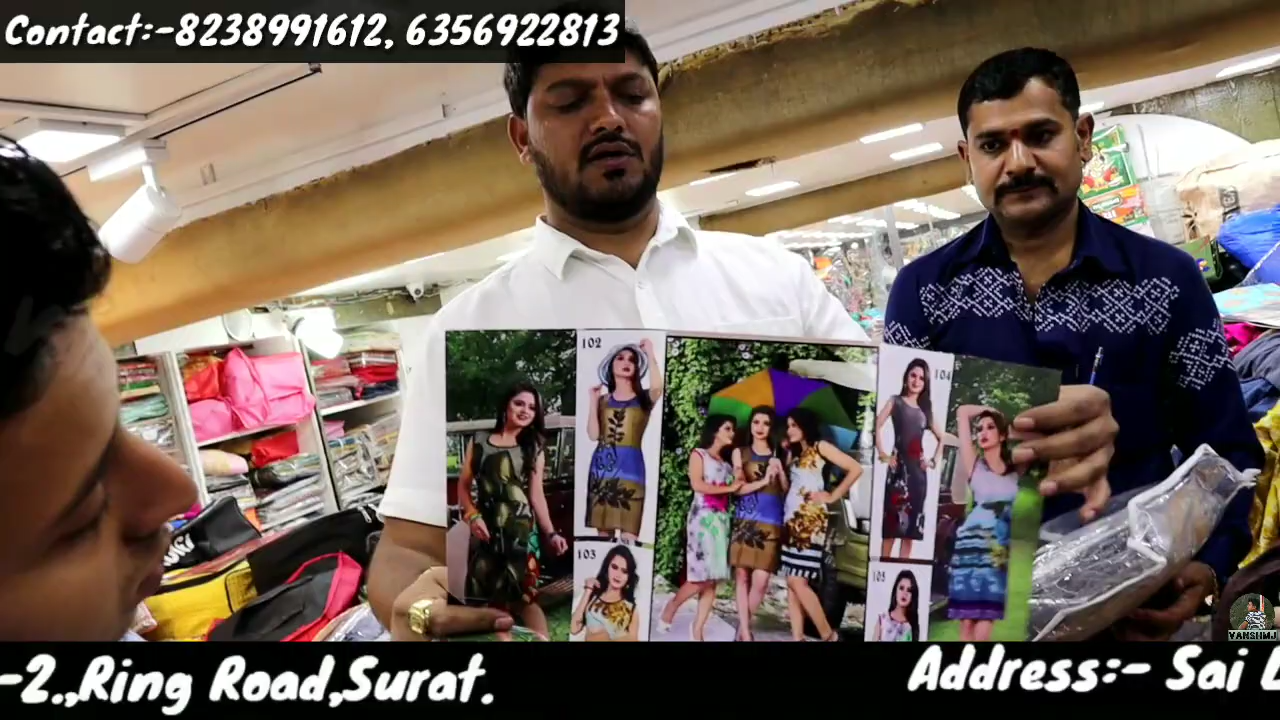 Contact:-8238991612, 6356922813
102
104
103
105
VANSHMJ
-2.,Ring Road,Surat.
Address:- Sai